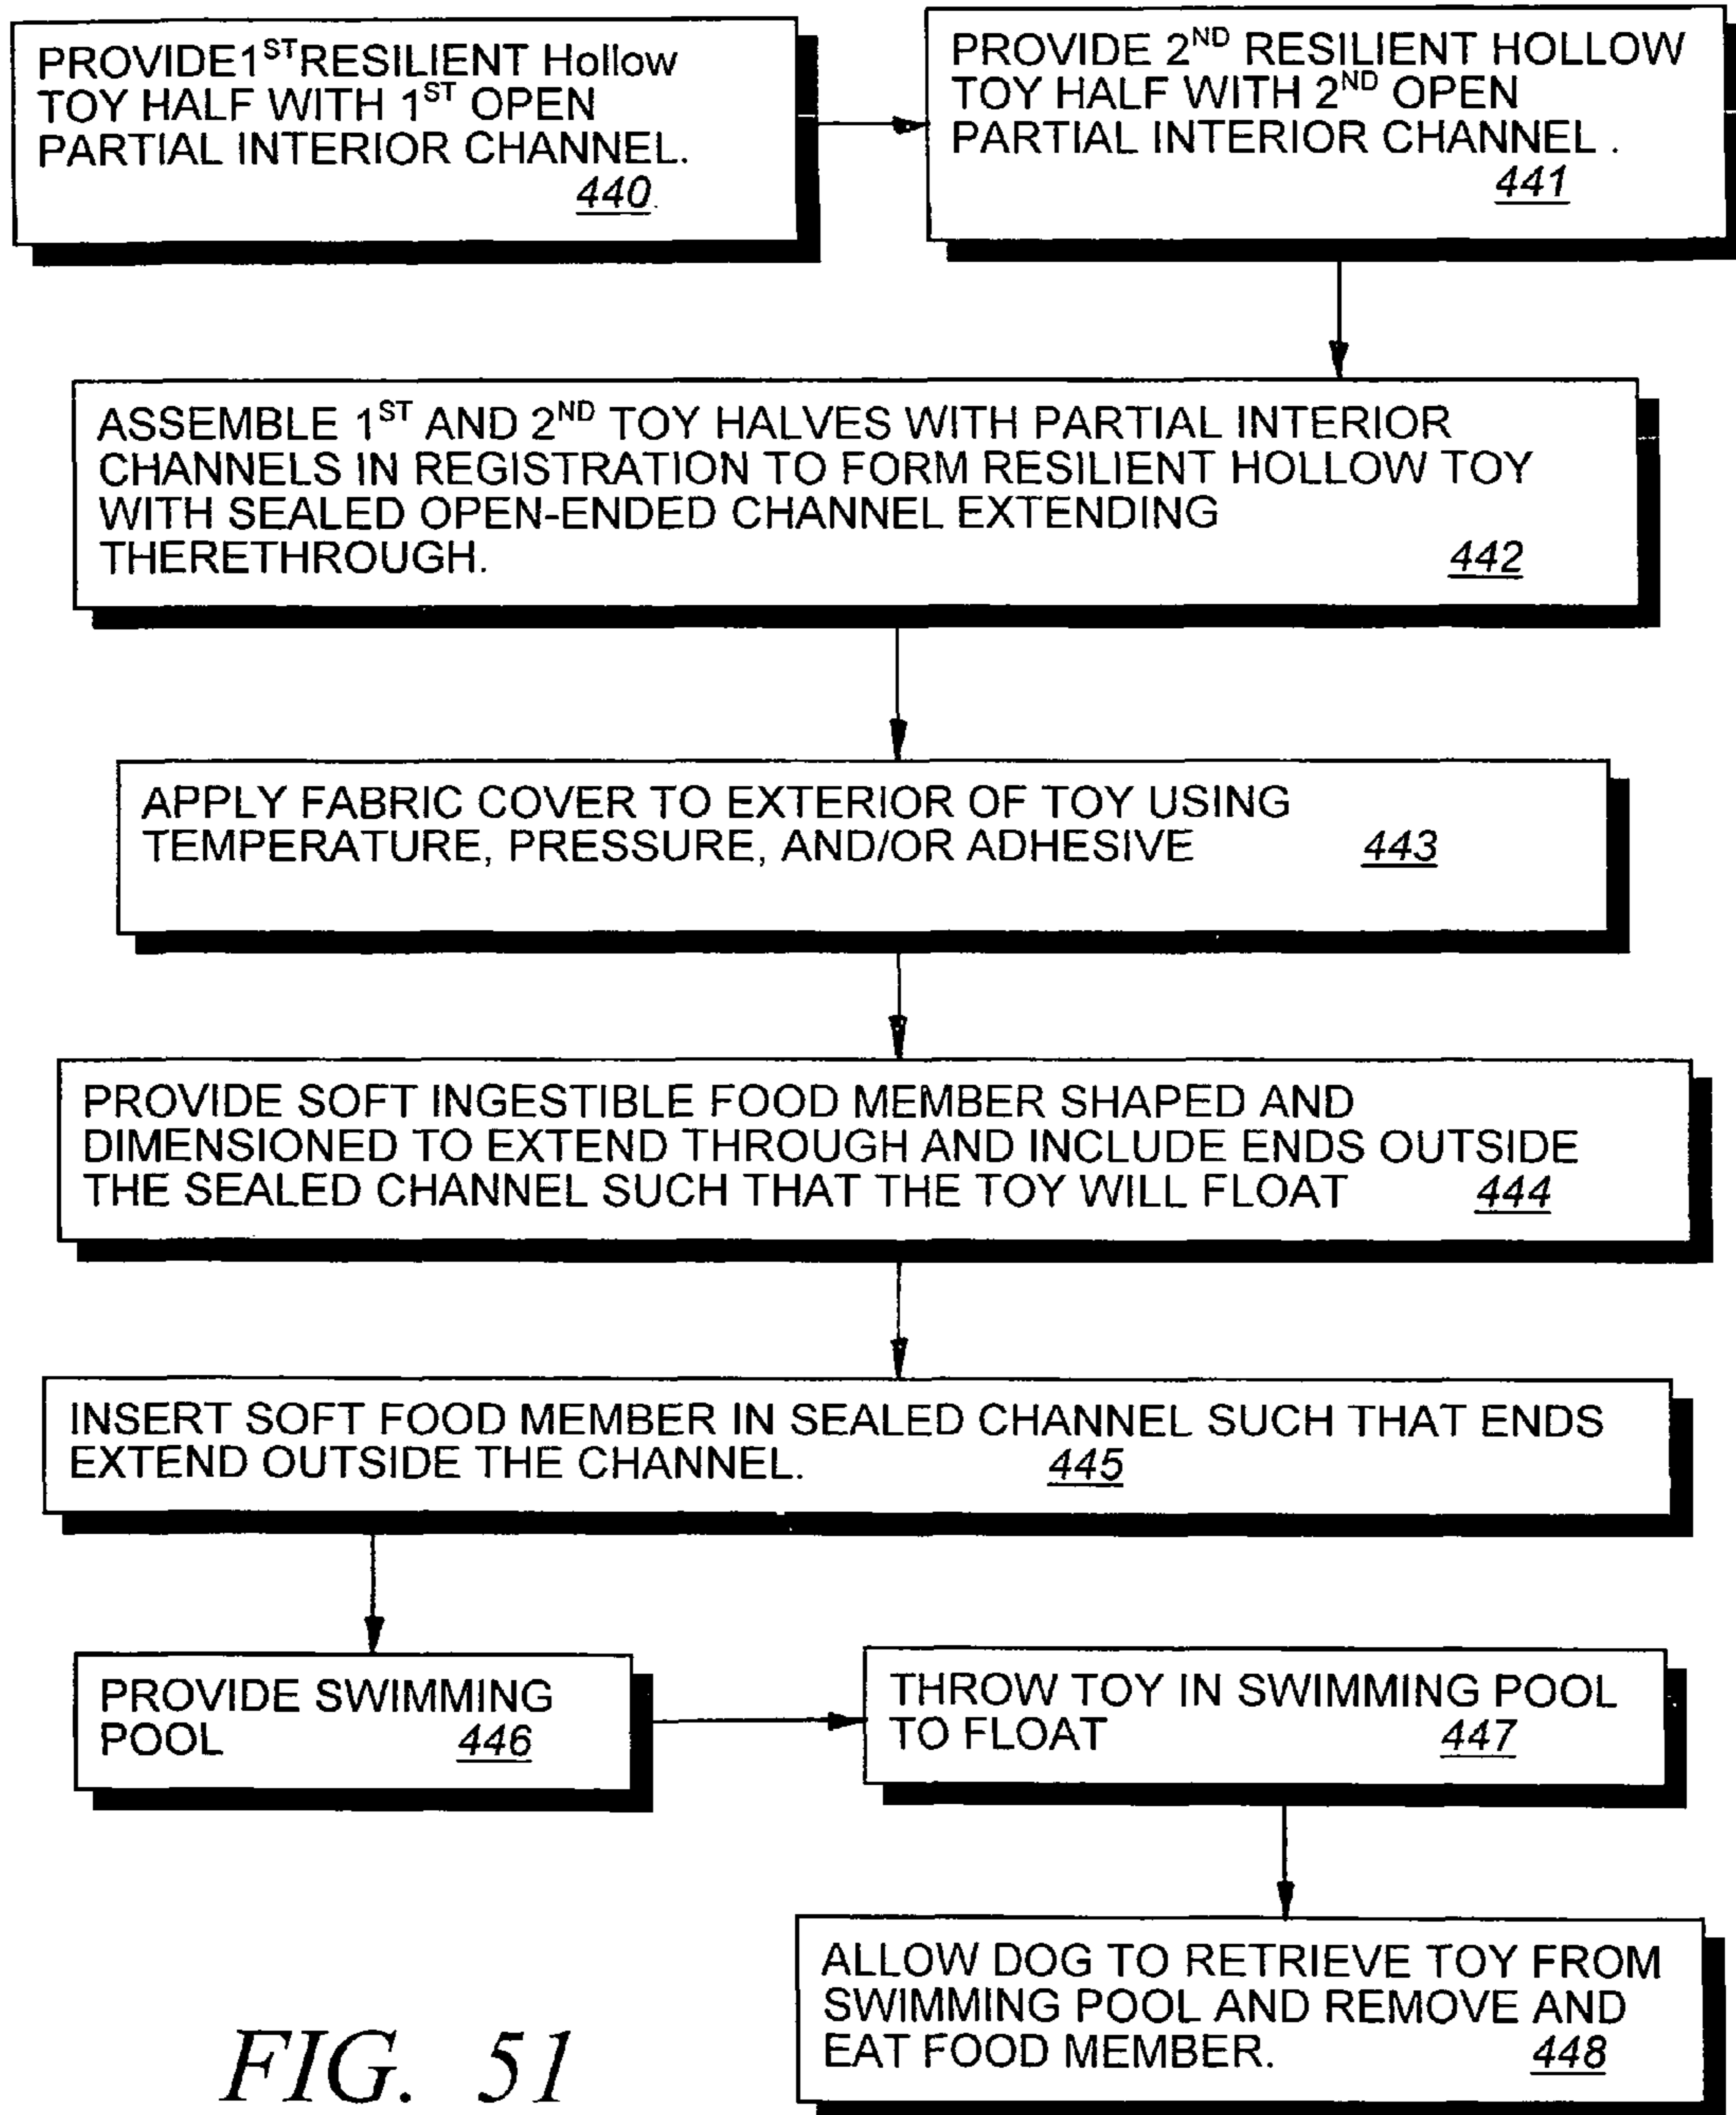 PROVIDE 1ST RESILIENT Hollow
TOY HALF WITH 1ST OPEN
PARTIAL INTERIOR CHANNEL.
440
PROVIDE 2ND RESILIENT HOLLOW
TOY HALF WITH 2ND OPEN
PARTIAL INTERIOR CHANNEL .
441
ASSEMBLE 1ST AND 2ND TOY HALVES WITH PARTIAL INTERIOR
CHANNELS IN REGISTRATION TO FORM RESILIENT HOLLOW TOY
WITH SEALED OPEN-ENDED CHANNEL EXTENDING
THERETHROUGH. 442
APPLY FABRIC COVER TO EXTERIOR OF TOY USING
TEMPERATURE, PRESSURE, AND/OR ADHESIVE 443
PROVIDE SOFT INGESTIBLE FOOD MEMBER SHAPED AND
DIMENSIONED TO EXTEND THROUGH AND INCLUDE ENDS OUTSIDE
THE SEALED CHANNEL SUCH THAT THE TOY WILL FLOAT 444
INSERT SOFT FOOD MEMBER IN SEALED CHANNEL SUCH THAT ENDS
EXTEND OUTSIDE THE CHANNEL. 445
PROVIDE SWIMMING
POOL 446
THROW TOY IN SWIMMING POOL
TO FLOAT 447
ALLOW DOG TO RETRIEVE TOY FROM
SWIMMING POOL AND REMOVE AND
EAT FOOD MEMBER. 448
FIG. 51